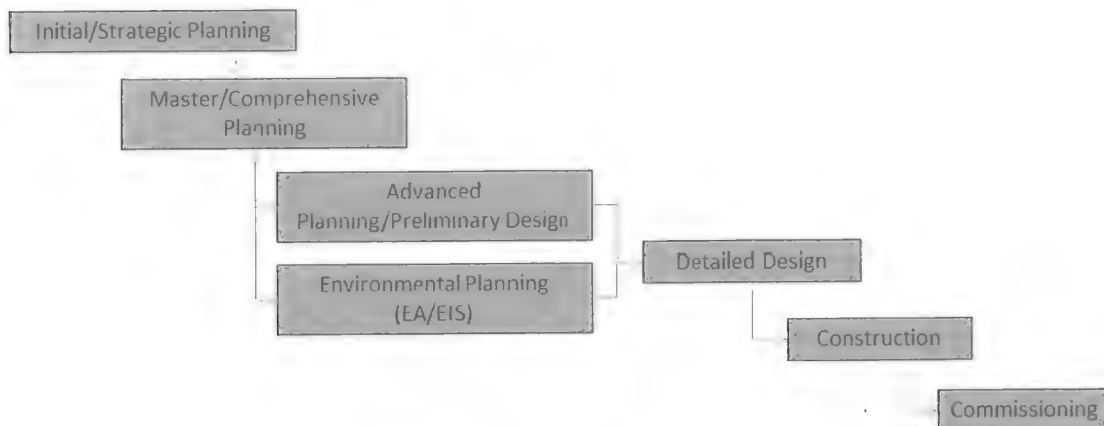 Initial/Strategic Planning
Master/Comprehensive
Planning
Advanced
Planning/Preliminary Design
Environmental Planning
(EA/EIS)
Detailed Design
Construction
Commissioning